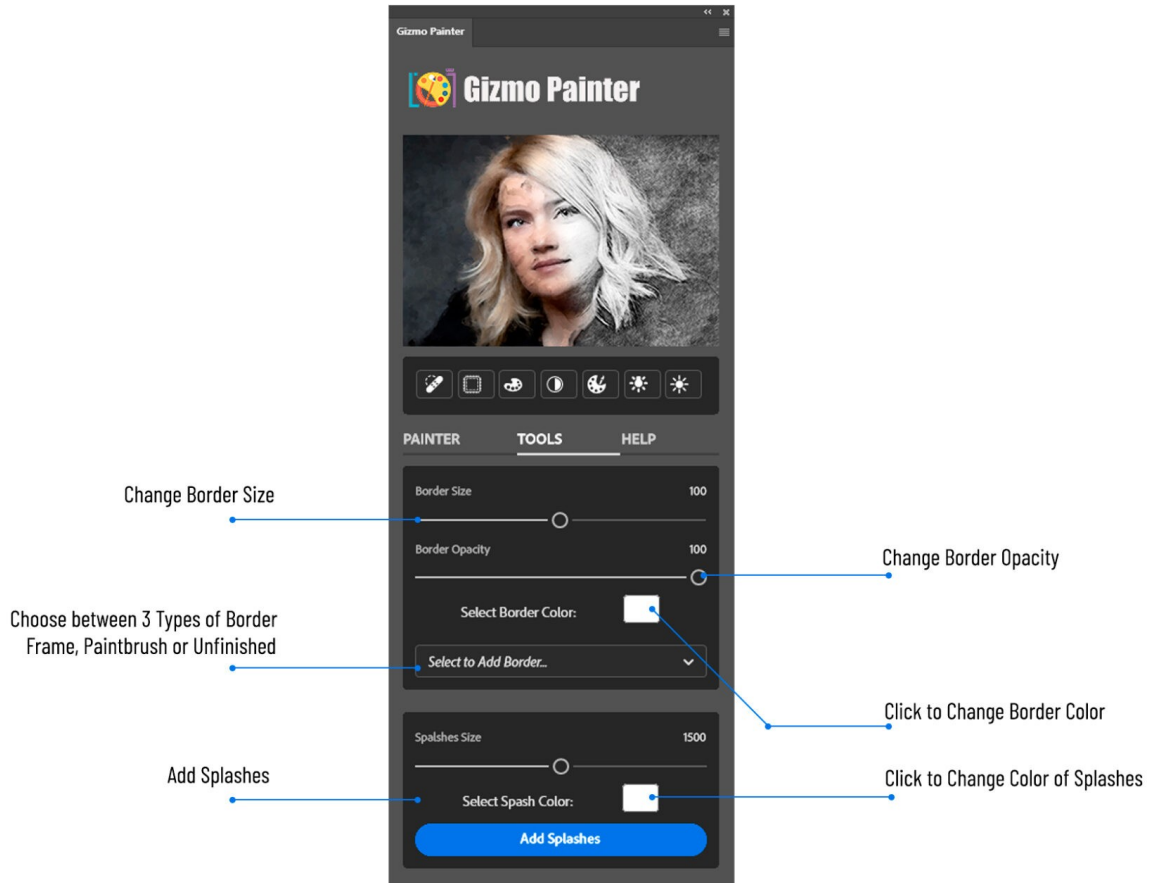 Gizmo Painter
Gizmo Painter
PAINTER TOOLS HELP
Change Border Size
Border Size 100
Border Opacity 100
Change Border Opacity
Select Border Color:
Choose between 3 Types of Border
Frame, Paintbrush or Unfinished
Select to Add Border...
Click to Change Border Color
Spalshes Size 1500
Add Splashes
Click to Change Color of Splashes
Select Spash Color:
Add Splashes